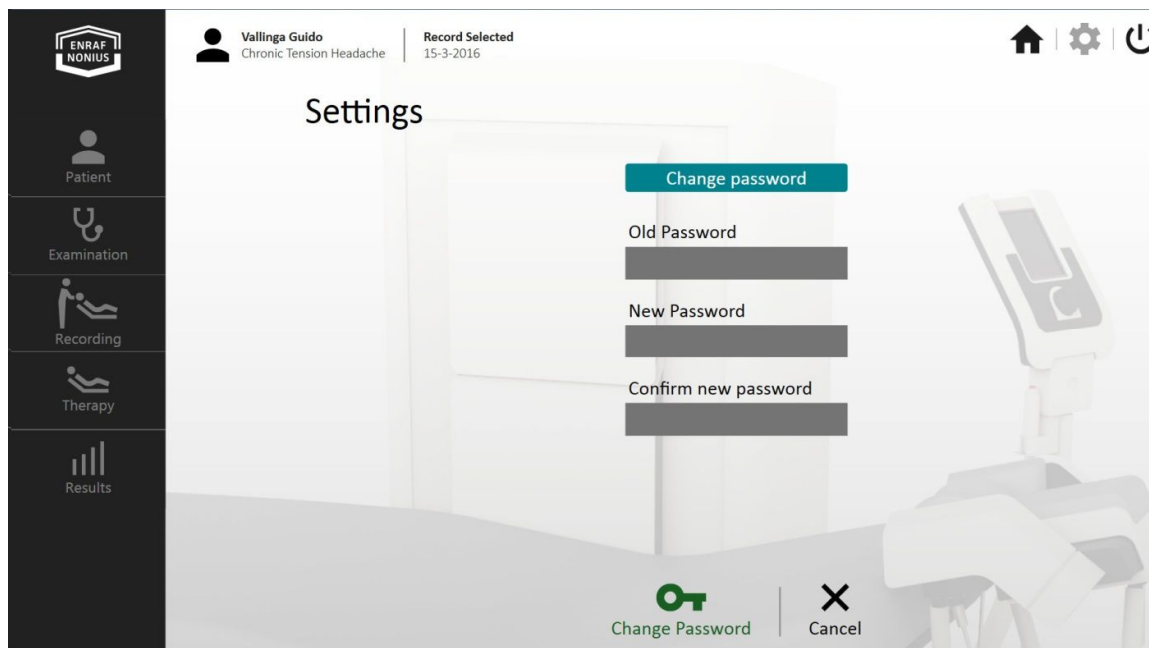 ENRAF
NONIUS
Vallinga Guido
Chronic Tension Headache
Record Selected
15-3-2016
Settings
Patient
Examination
Recording
Therapy
Results
Change password
Old Password
New Password
Confirm new password
Change Password
Cancel